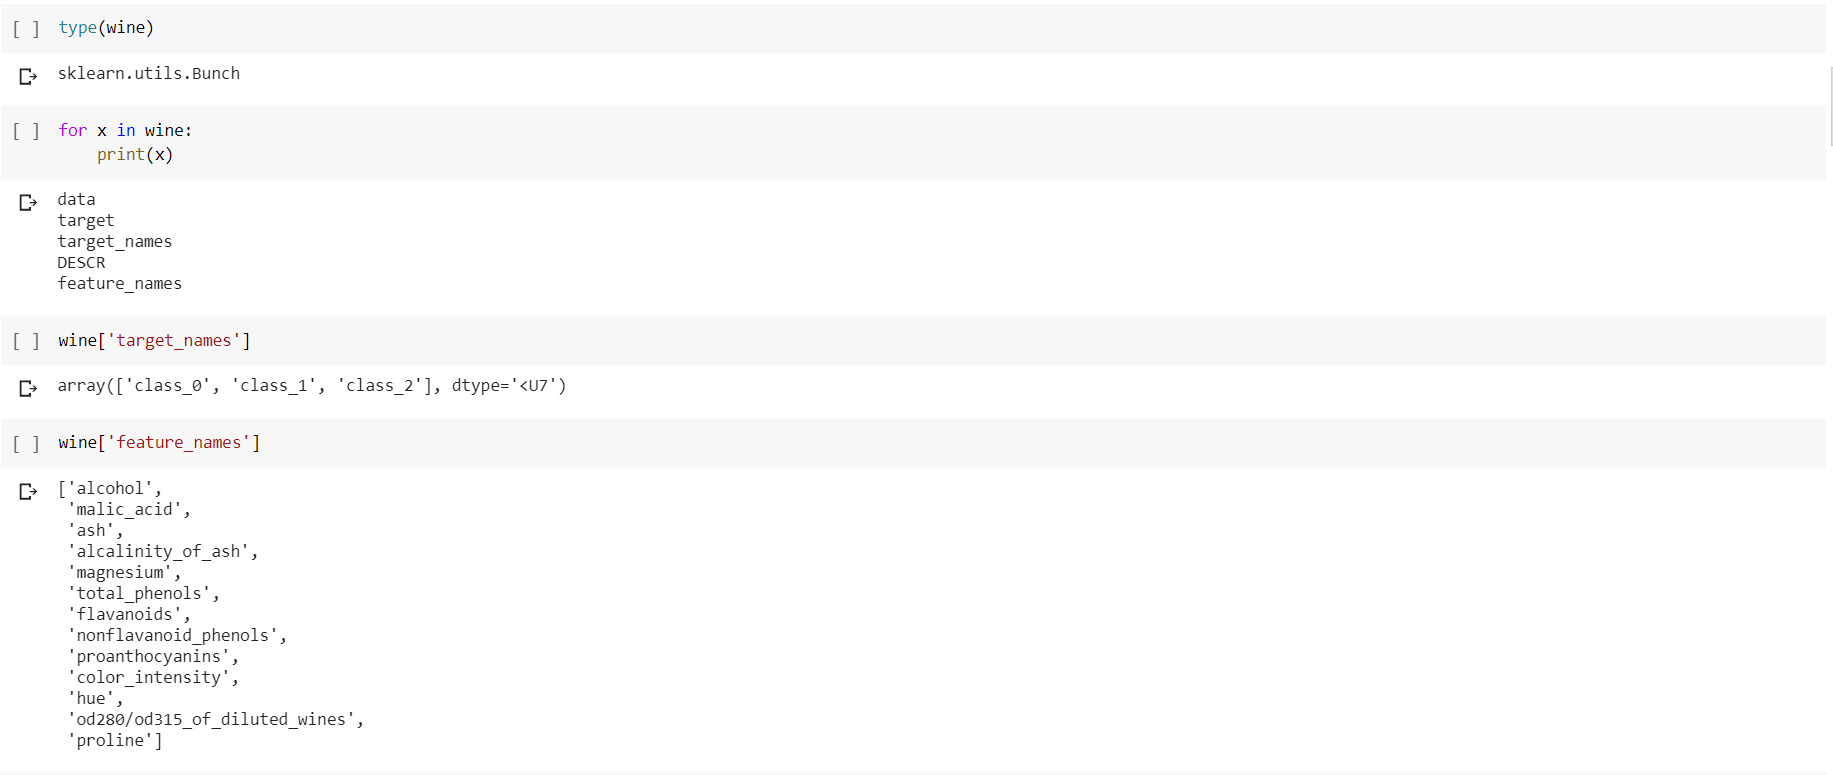 [ ] type(wine)
sklearn.utils.Bunch
[ ] for x in wine:
    print(x)
data
target
target_names
DESCR
feature_names
[ ] wine['target_names']
array(['class_0', 'class_1', 'class_2'], dtype='<U7')
[ ] wine['feature_names']
['alcohol',
 'malic_acid',
 'ash',
 'alcalinity_of_ash',
 'magnesium',
 'total_phenols',
 'flavanoids',
 'nonflavanoid_phenols',
 'proanthocyanins',
 'color_intensity',
 'hue',
 'od280/od315_of_diluted_wines',
 'proline']